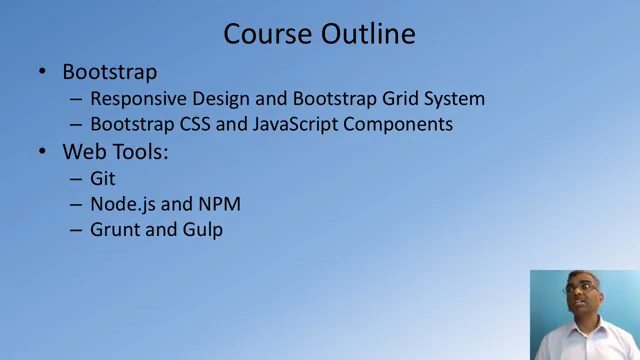 Course Outline
• Bootstrap
– Responsive Design and Bootstrap Grid System
– Bootstrap CSS and JavaScript Components
• Web Tools:
– Git
– Node.js and NPM
– Grunt and Gulp